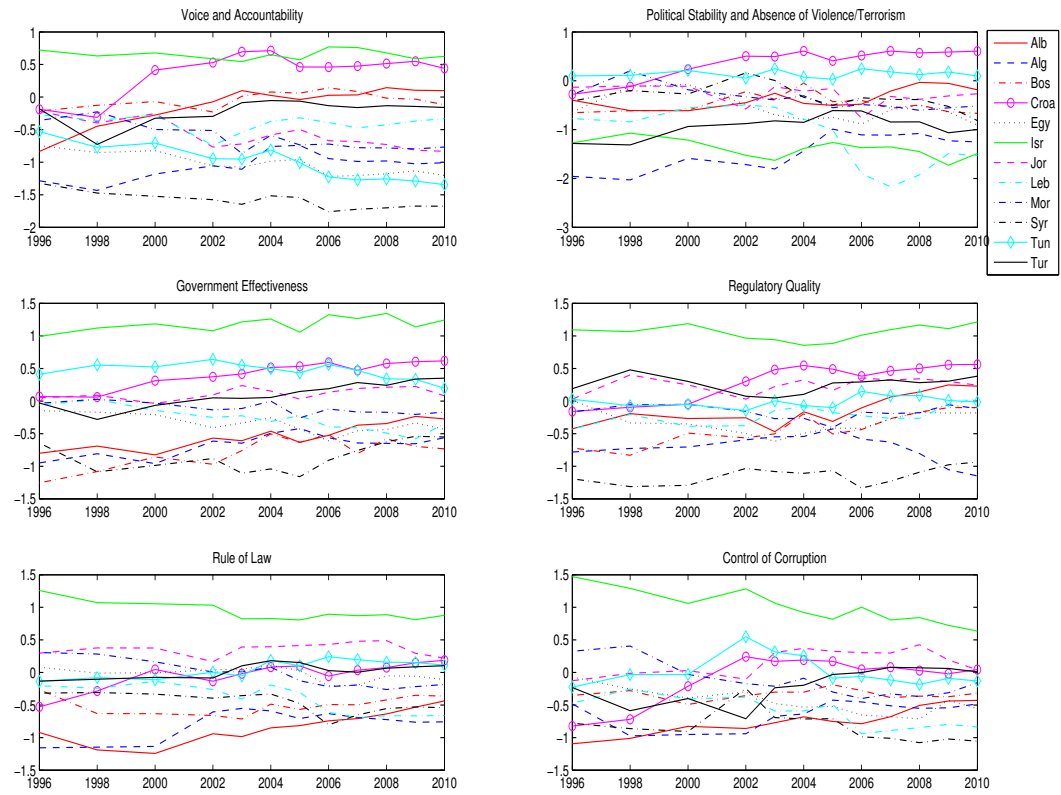 Voice and Accountability
1
0.5
0
−0.5
−1
−1.5
−2
1996 1998 2000 2002 2004 2006 2008 2010
Political Stability and Absence of Violence/Terrorism
1
0
−1
−2
−3
1996 1998 2000 2002 2004 2006 2008 2010
Alb
Alg
Bos
Croa
Egy
Isr
Jor
Leb
Mor
Syr
Tun
Tur
Government Effectiveness
1.5
1
0.5
0
−0.5
−1
−1.5
1996 1998 2000 2002 2004 2006 2008 2010
Regulatory Quality
1.5
1
0.5
0
−0.5
−1
−1.5
1996 1998 2000 2002 2004 2006 2008 2010
Rule of Law
1.5
1
0.5
0
−0.5
−1
−1.5
1996 1998 2000 2002 2004 2006 2008 2010
Control of Corruption
1.5
1
0.5
0
−0.5
−1
−1.5
1996 1998 2000 2002 2004 2006 2008 2010